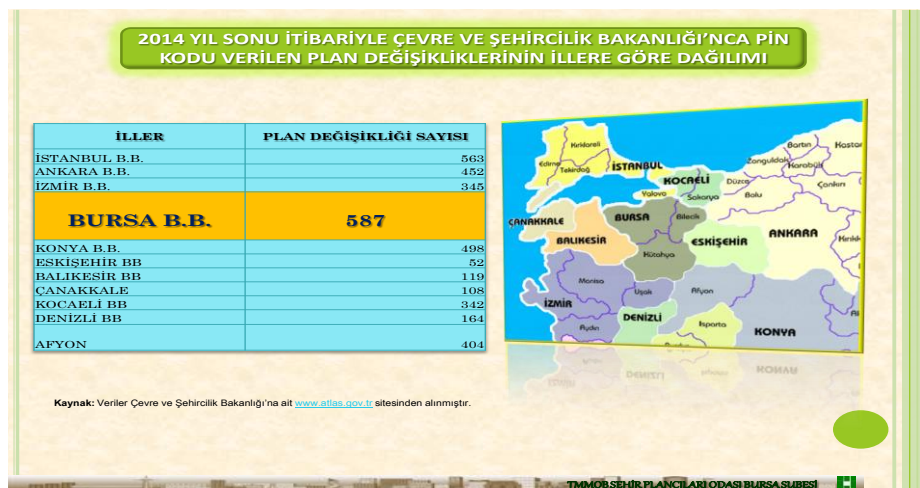 2014 YIL SONU İTİBARİYLE ÇEVRE VE ŞEHİRCİLİK BAKANLIĞI'NCA PİN
KODU VERİLEN PLAN DEĞİŞİKLİKLERİNİN İLLERE GÖRE DAĞILIMI
İLLER PLAN DEĞİŞİKLİĞİ SAYISI
İSTANBUL B.B. 563
ANKARA B.B. 452
İZMİR B.B. 345
BURSA B.B. 587
KONYA B.B. 498
ESKİŞEHİR BB 52
BALIKESİR BB 119
ÇANAKKALE 108
KOCAELİ BB 342
DENİZLİ BB 164
AFYON 404
Kırklareli
Edirne
Tekirdağ
İSTANBUL
KOCAELİ
Yalova
Sakarya
Düzce
Zonguldak
Bartın
Karabük
Kastar
Bolu
Çankırı
ÇANAKKALE
BURSA
Bilecik
BALIKESİR
ESKİŞEHİR
ANKARA
Kırıkk
Kütahya
Manisa
Uşak
Afyon
İZMİR
Aydın
DENİZLİ
Isparta
KONYA
Kaynak: Veriler Çevre ve Şehircilik Bakanlığı'na ait www.atlas.gov.tr sitesinden alınmıştır.
TMMOB ŞEHİR PLANCILARI ODASI BURSA ŞUBESİ